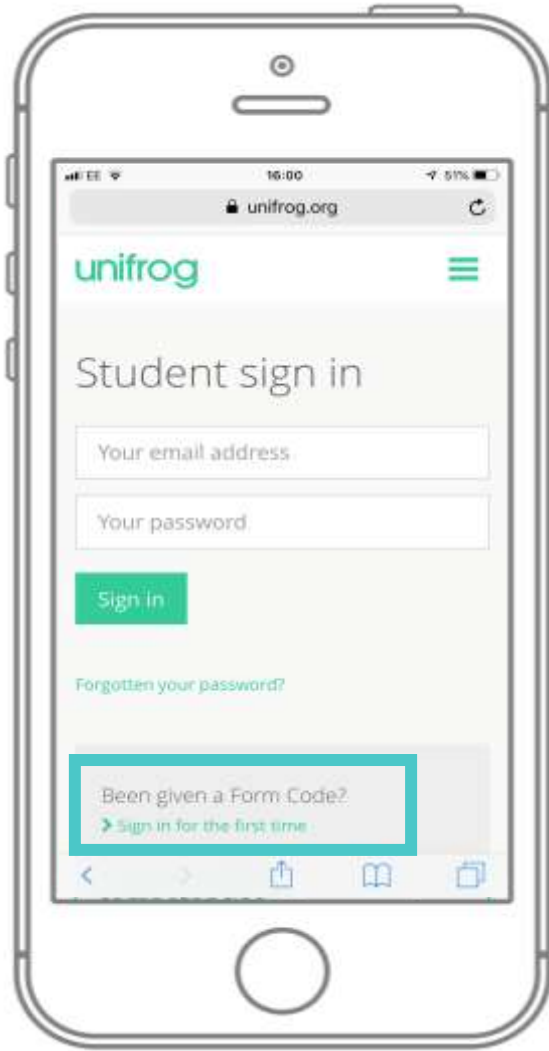 EE 16:00 51%
unifrog.org
unifrog
Student sign in
Your email address
Your password
Sign in
Forgotten your password?
Been given a Form Code?
Sign in for the first time